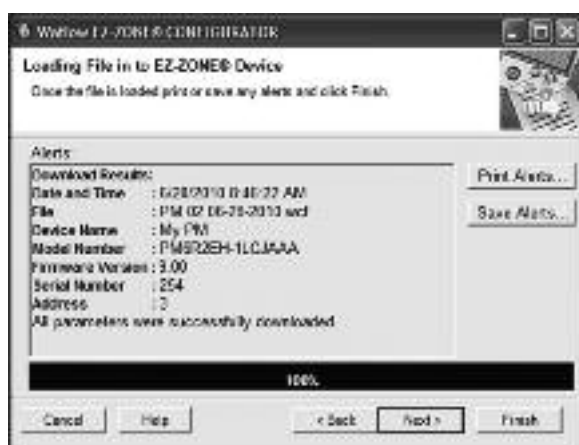 Watlow EZ-ZONE® CONFIGURATOR
Loading File in to EZ-ZONE® Device
Once the file is loaded print or save any alerts and click Finish.
Alerts:
Download Results:
Date and Time : 6/28/2010 8:46:22 AM
File : PM 02 06-28-2010 wcf
Device Name : My PM
Model Number : PM6R2EH-1LCJAAA
Firmware Version : 9.00
Serial Number : 254
Address : 3
All parameters were successfully downloaded
Print Alerts...
Save Alerts...
100%
Cancel
Help
< Back
Next >
Finish